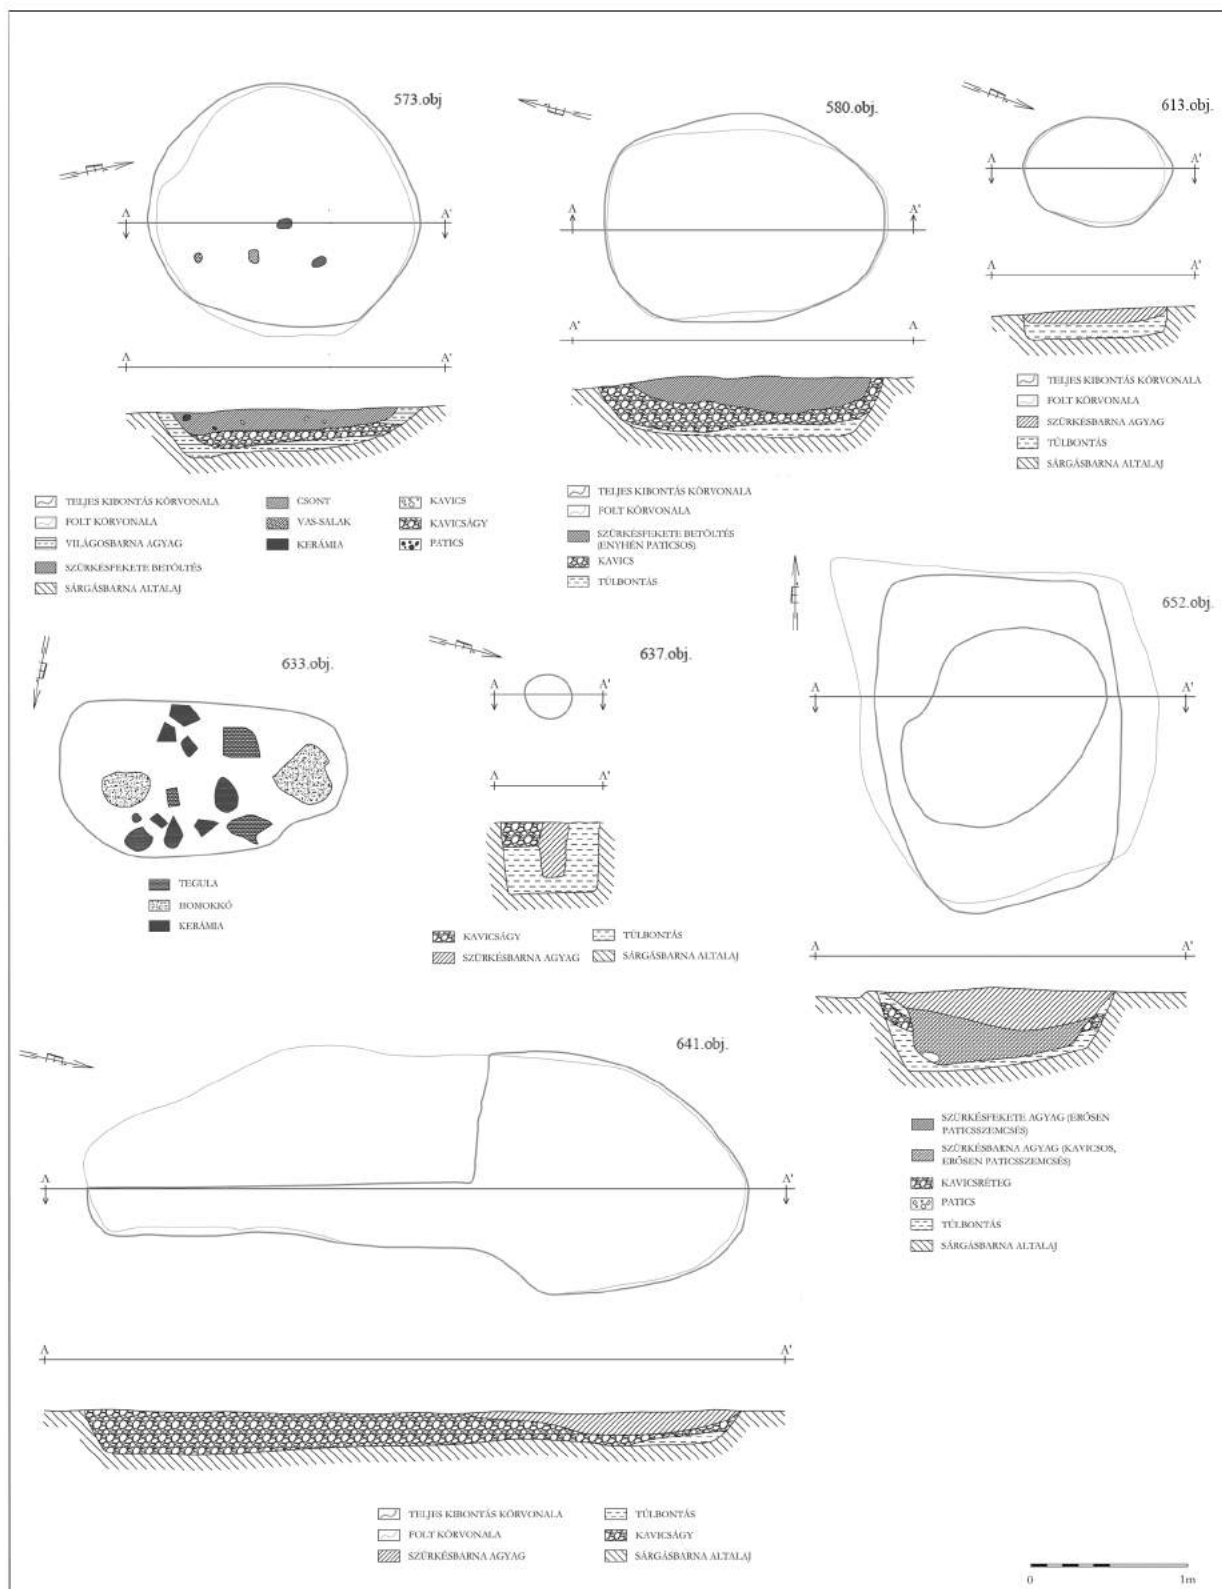 573.obj
A
A'
A
A'
TELJES KIBONTÁS KÖRVONALA
FOLT KÖRVONALA
VILÁGOSBARNA AGYAG
SZÜRKÉSFEKETE BETÖLTÉS
SÁRGÁSBARNA ALTALAJ
CSONT
VAS-SALAK
KERÁMIA
KAVICS
KAVICSÁGY
PATICS
580.obj.
A
A'
A'
A
TELJES KIBONTÁS KÖRVONALA
FOLT KÖRVONALA
SZÜRKÉSFEKETE BETÖLTÉS
(ENYHÉN PATICSOS)
KAVICS
TÚLBONTÁS
613.obj.
A
A'
A
A'
TELJES KIBONTÁS KÖRVONALA
FOLT KÖRVONALA
SZÜRKÉSBARNA AGYAG
TÚLBONTÁS
SÁRGÁSBARNA ALTALAJ
633.obj.
TEGULA
HOMOKKŐ
KERÁMIA
637.obj.
A
A'
A
A'
KAVICSÁGY
SZÜRKÉSBARNA AGYAG
TÚLBONTÁS
SÁRGÁSBARNA ALTALAJ
652.obj.
A
A'
A
A'
SZÜRKÉSFEKETE AGYAG (ERŐSEN
PATICSSZEMCSÉS)
SZÜRKÉSBARNA AGYAG (KAVICSOS,
ERŐSEN PATICSSZEMCSÉS)
KAVICSRÉTEG
PATICS
TÚLBONTÁS
SÁRGÁSBARNA ALTALAJ
641.obj.
A
A'
A
A'
TELJES KIBONTÁS KÖRVONALA
FOLT KÖRVONALA
SZÜRKÉSBARNA AGYAG
TÚLBONTÁS
KAVICSÁGY
SÁRGÁSBARNA ALTALAJ
0
1m